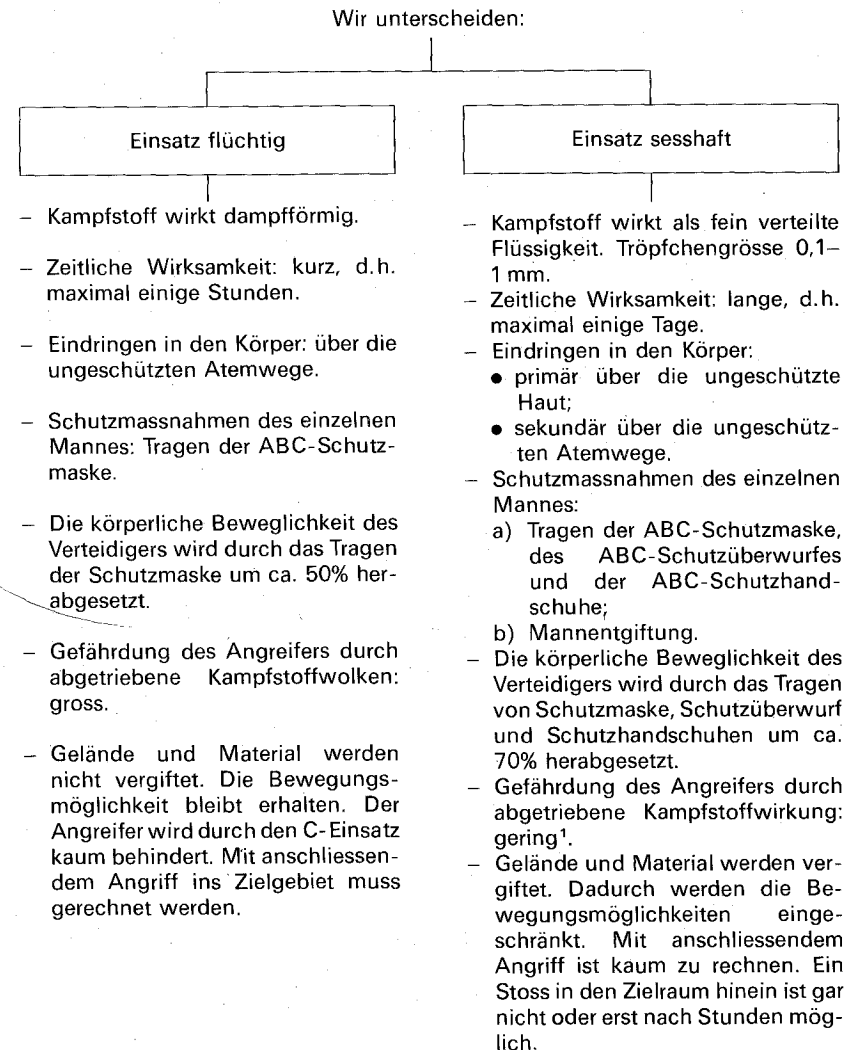 Wir unterscheiden:
Einsatz flüchtig
– Kampfstoff wirkt dampfförmig.
– Zeitliche Wirksamkeit: kurz, d.h.
maximal einige Stunden.
– Eindringen in den Körper: über die
ungeschützten Atemwege.
– Schutzmassnahmen des einzelnen
Mannes: Tragen der ABC-Schutz-
maske.
– Die körperliche Beweglichkeit des
Verteidigers wird durch das Tragen
der Schutzmaske um ca. 50% her-
abgesetzt.
– Gefährdung des Angreifers durch
abgetriebene Kampfstoffwolken:
gross.
– Gelände und Material werden
nicht vergiftet. Die Bewegungs-
möglichkeit bleibt erhalten. Der
Angreifer wird durch den C-Einsatz
kaum behindert. Mit anschliessen-
dem Angriff ins Zielgebiet muss
gerechnet werden.
Einsatz sesshaft
– Kampfstoff wirkt als fein verteilte
Flüssigkeit. Tröpfchengrösse 0,1–
1 mm.
– Zeitliche Wirksamkeit: lange, d.h.
maximal einige Tage.
– Eindringen in den Körper:
● primär über die ungeschützte
Haut;
● sekundär über die ungeschütz-
ten Atemwege.
– Schutzmassnahmen des einzelnen
Mannes:
a) Tragen der ABC-Schutzmaske,
des ABC-Schutzüberwurfes
und der ABC-Schutzhand-
schuhe;
b) Mannentgiftung.
– Die körperliche Beweglichkeit des
Verteidigers wird durch das Tragen
von Schutzmaske, Schutzüberwurf
und Schutzhandschuhen um ca.
70% herabgesetzt.
– Gefährdung des Angreifers durch
abgetriebene Kampfstoffwirkung:
gering¹.
– Gelände und Material werden ver-
giftet. Dadurch werden die Be-
wegungsmöglichkeiten einge-
schränkt. Mit anschliessendem
Angriff ist kaum zu rechnen. Ein
Stoss in den Zielraum hinein ist gar
nicht oder erst nach Stunden mög-
lich.